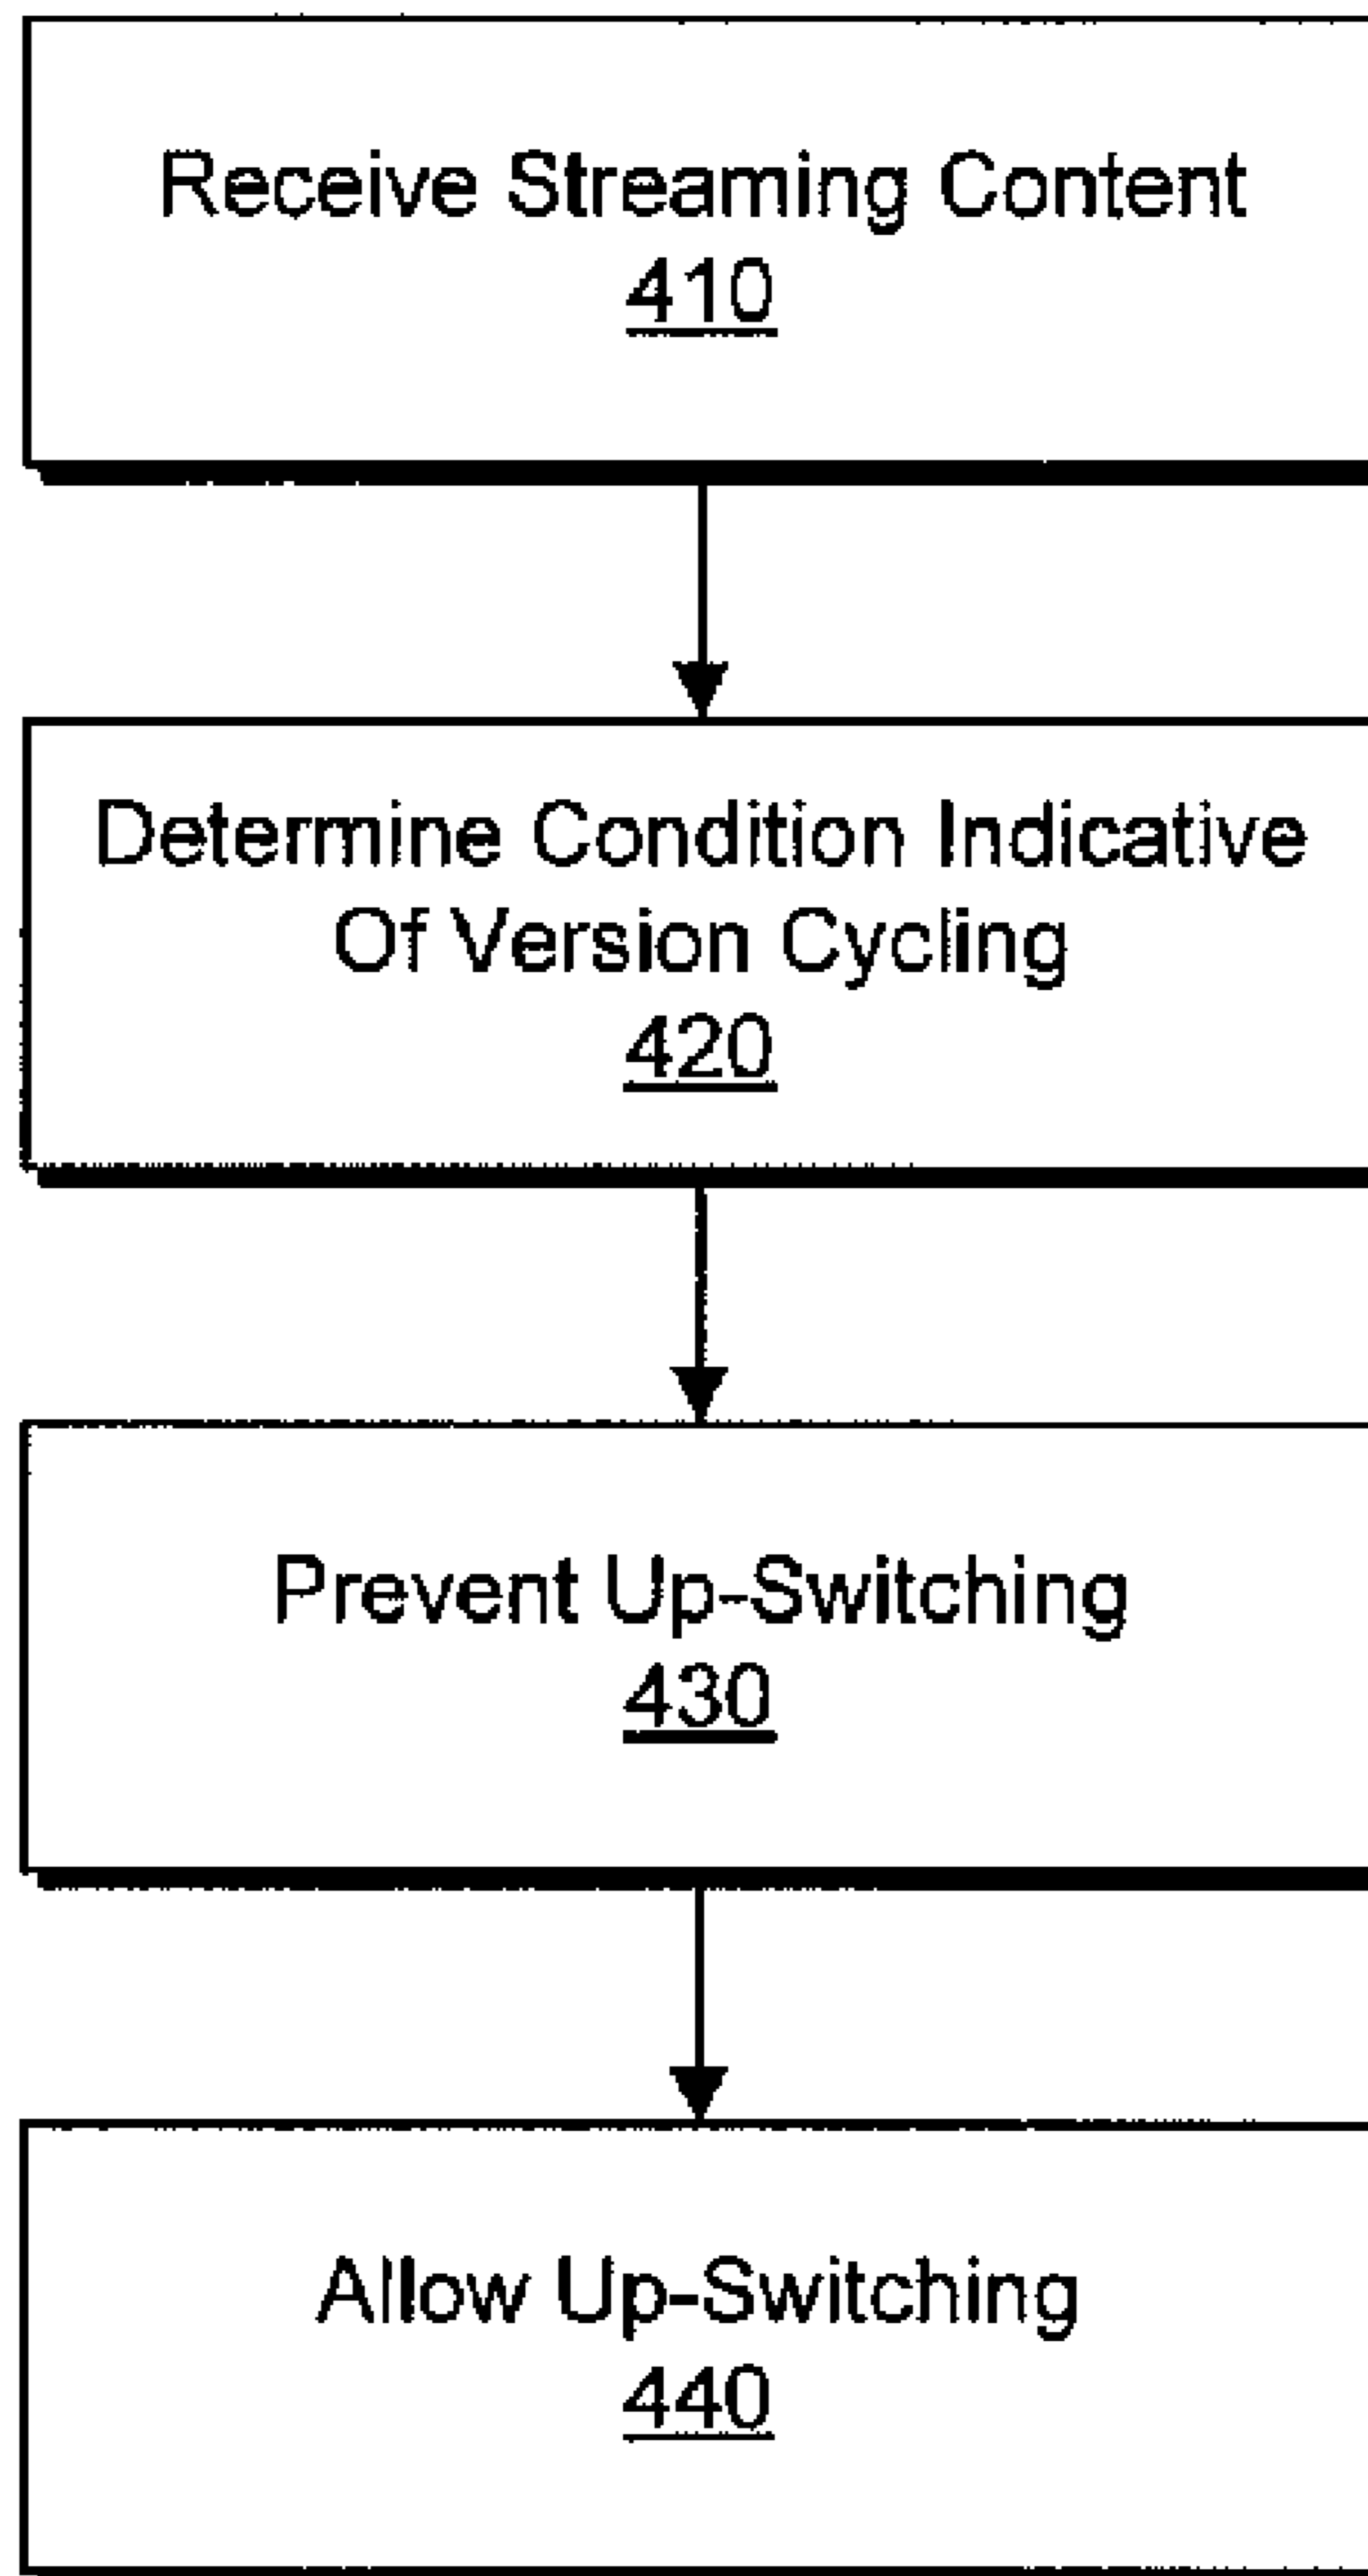 Receive Streaming Content
410
Determine Condition Indicative
Of Version Cycling
420
Prevent Up-Switching
430
Allow Up-Switching
440